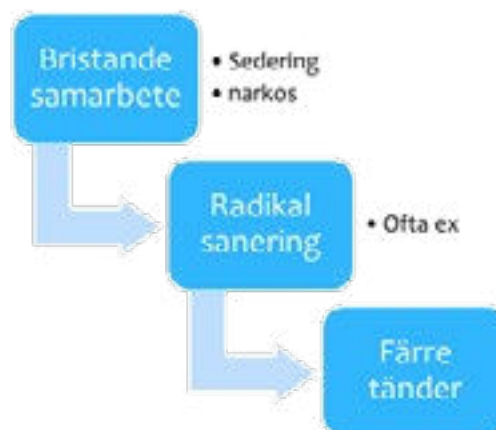 Bristande
samarbete
• Sedering
• narkos
Radikal
sanering
• Ofta ex
Färre
tänder